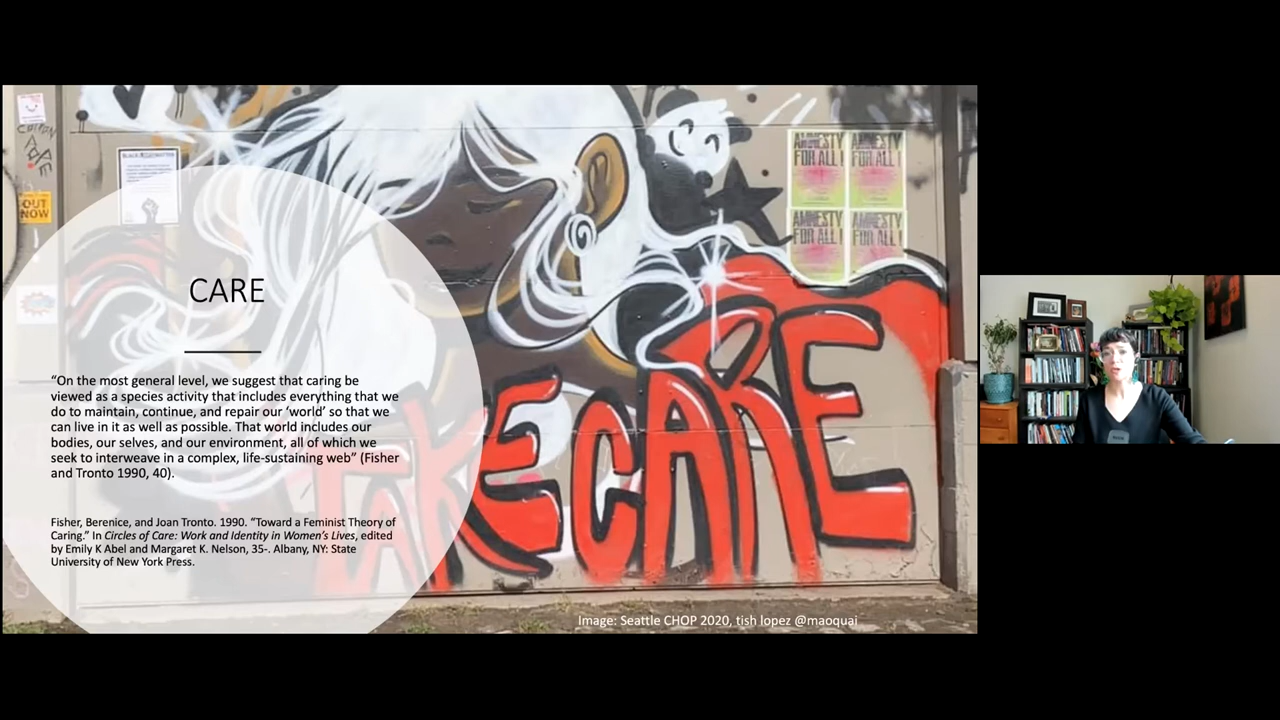 CARE
“On the most general level, we suggest that caring be
viewed as a species activity that includes everything that we
do to maintain, continue, and repair our ‘world’ so that we
can live in it as well as possible. That world includes our
bodies, our selves, and our environment, all of which we
seek to interweave in a complex, life-sustaining web” (Fisher
and Tronto 1990, 40).
Fisher, Berenice, and Joan Tronto. 1990. “Toward a Feminist Theory of
Caring.” In Circles of Care: Work and Identity in Women’s Lives, edited
by Emily K Abel and Margaret K. Nelson, 35-. Albany, NY: State
University of New York Press.
OUT
NOW
AMNESTY
FOR ALL!
AMNESTY
FOR ALL!
AMNESTY
FOR ALL!
AMNESTY
FOR ALL!
TAKE CARE
Image: Seattle CHOP 2020, tish lopez @maoquai